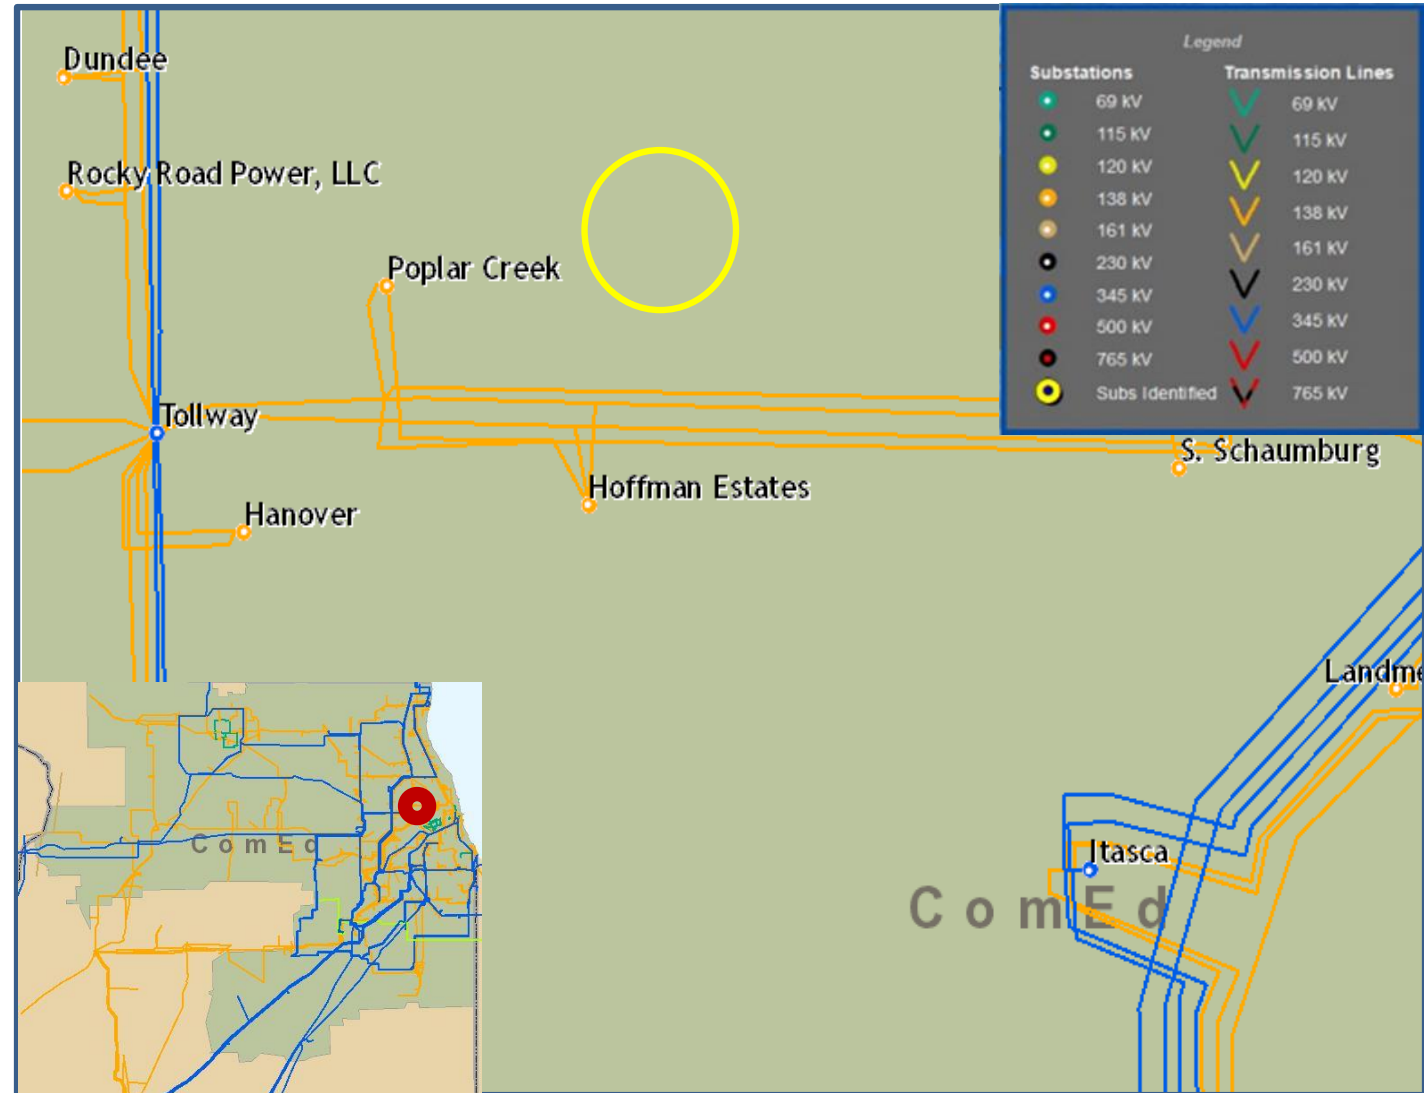 Dundee
Rocky Road Power, LLC
Poplar Creek
Tollway
Hanover
Hoffman Estates
S. Schaumburg
Landme
Itasca
ComEd
ComEd
Legend
Substations Transmission Lines
69 kV 69 kV
115 kV 115 kV
120 kV 120 kV
138 kV 138 kV
161 kV 161 kV
230 kV 230 kV
345 kV 345 kV
500 kV 500 kV
765 kV 765 kV
Subs Identified